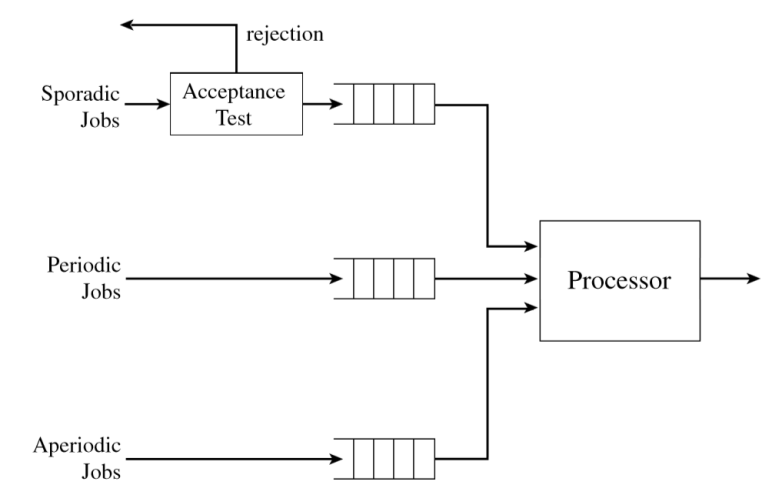 rejection
Sporadic
Jobs
Acceptance
Test
Periodic
Jobs
Processor
Aperiodic
Jobs